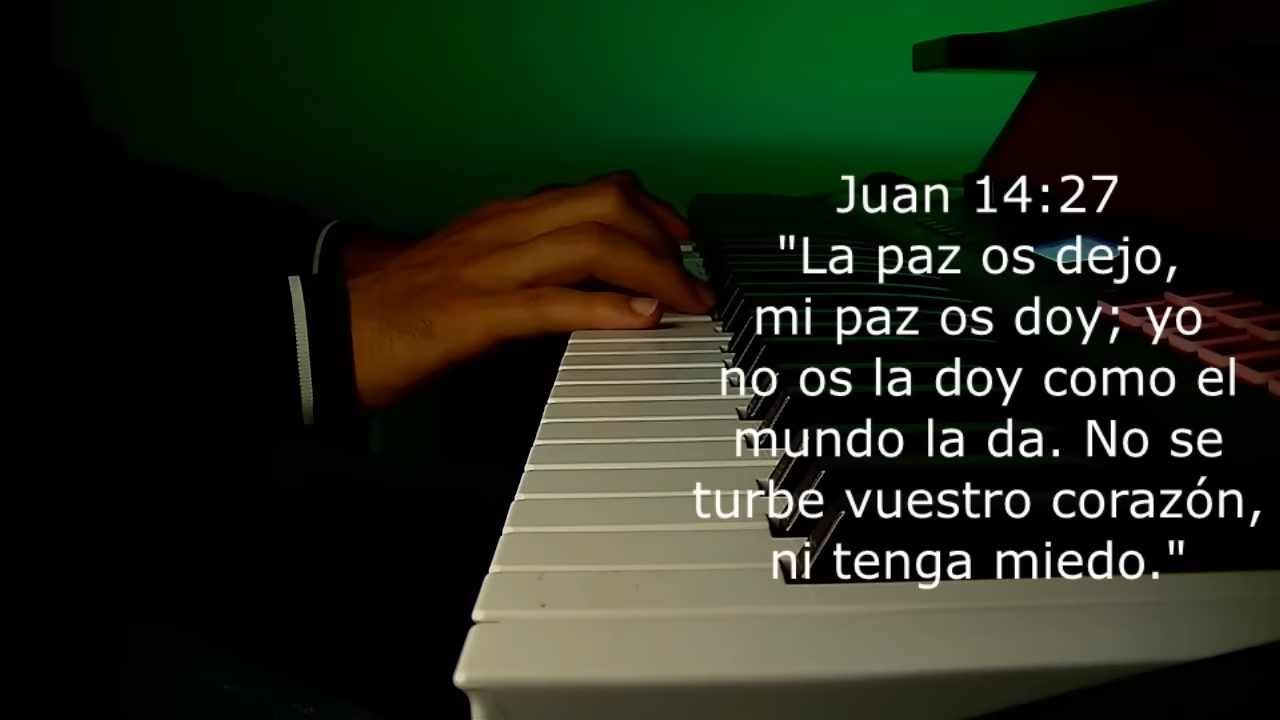 Juan 14:27
"La paz os dejo,
mi paz os doy; yo
no os la doy como el
mundo la da. No se
turbe vuestro corazón,
ni tenga miedo."